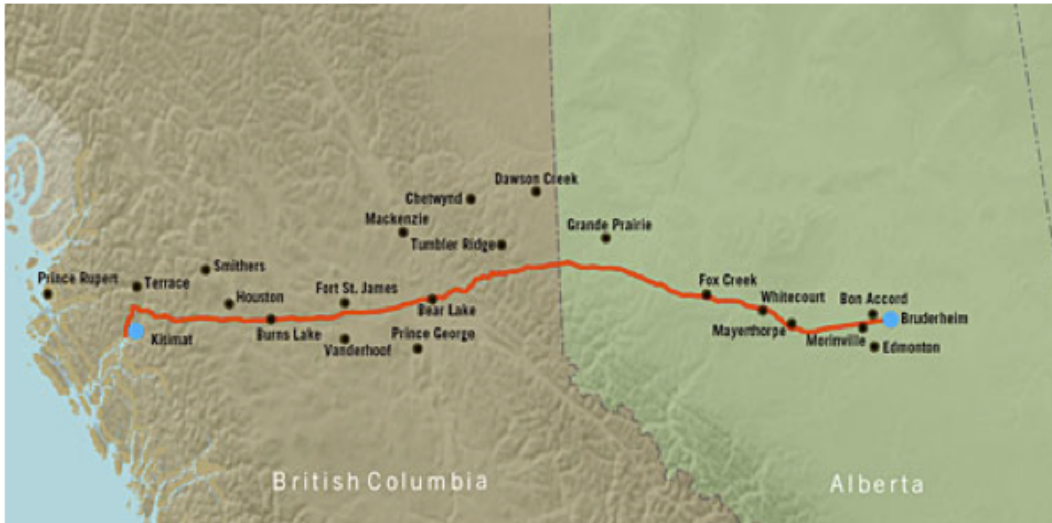 Dawson Creek
Chetwynd
Mackenzie
Grande Prairie
Tumbler Ridge
Smithers
Prince Rupert
Terrace
Fox Creek
Fort St. James
Houston
Whitecourt
Bon Accord
Bear Lake
Bruderheim
Burns Lake
Prince George
Mayerthorpe
Kitimat
Morinville
Vanderhoof
Edmonton
British Columbia
Alberta